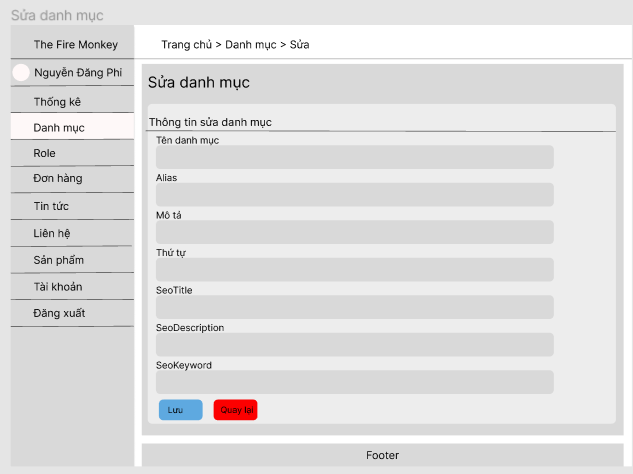 Sửa danh mục
The Fire Monkey
Trang chủ > Danh mục > Sửa
Nguyễn Đăng Phi
Thống kê
Danh mục
Role
Đơn hàng
Tin tức
Liên hệ
Sản phẩm
Tài khoản
Đăng xuất
Sửa danh mục
Thông tin sửa danh mục
Tên danh mục
Alias
Mô tả
Thứ tự
SeoTitle
SeoDescription
SeoKeyword
Lưu
Quay lại
Footer